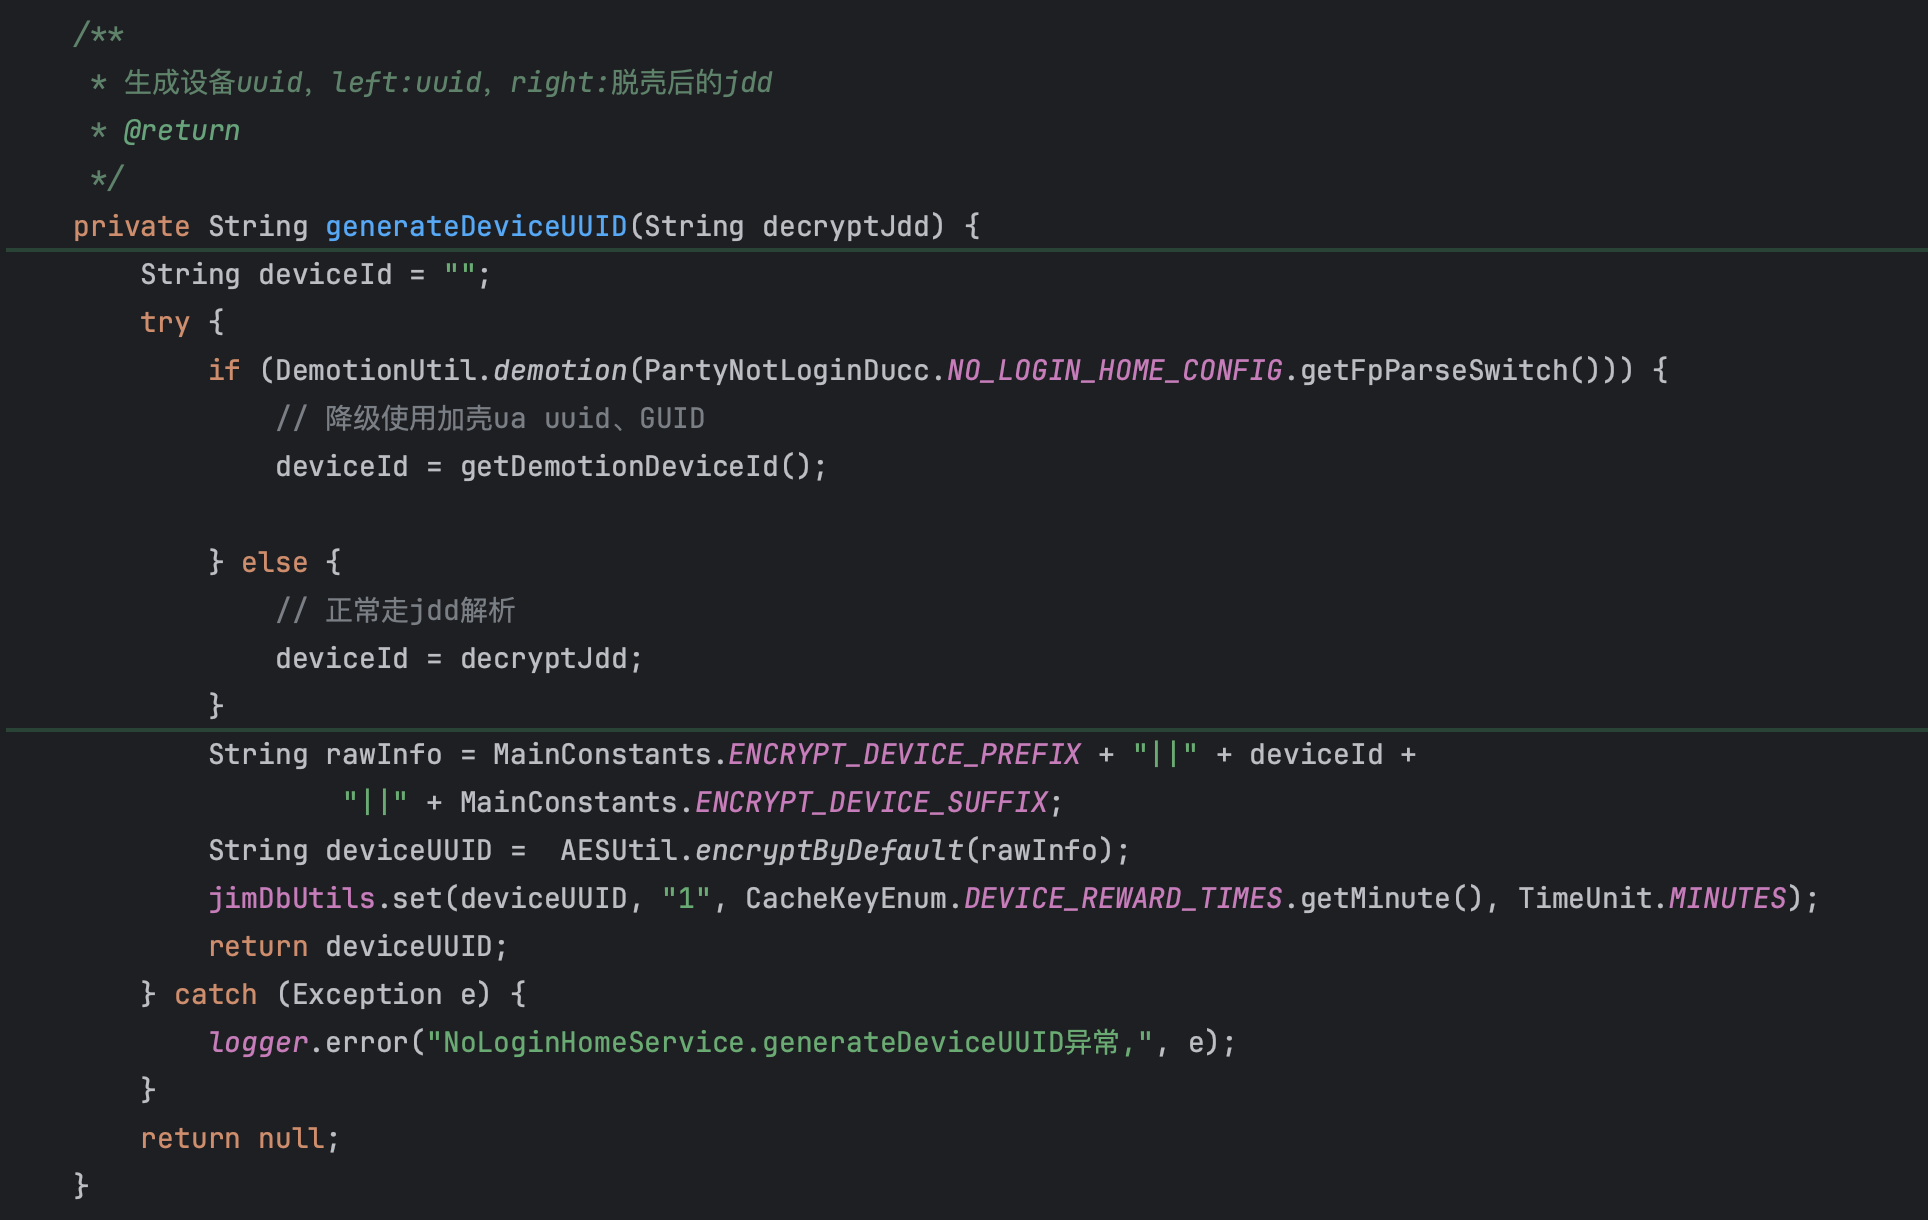 /**
 * 生成设备uuid, left:uuid, right:脱壳后的jdd
 * @return
 */
private String generateDeviceUUID(String decryptJdd) {
    String deviceId = "";
    try {
        if (DemotionUtil.demotion(PartyNotLoginDucc.NO_LOGIN_HOME_CONFIG.getFpParseSwitch())) {
            // 降级使用加壳ua uuid、GUID
            deviceId = getDemotionDeviceId();
        } else {
            // 正常走jdd解析
            deviceId = decryptJdd;
        }
        String rawInfo = MainConstants.ENCRYPT_DEVICE_PREFIX + "||" + deviceId +
                "||" + MainConstants.ENCRYPT_DEVICE_SUFFIX;
        String deviceUUID =  AESUtil.encryptByDefault(rawInfo);
        jimDbUtils.set(deviceUUID, "1", CacheKeyEnum.DEVICE_REWARD_TIMES.getMinute(), TimeUnit.MINUTES);
        return deviceUUID;
    } catch (Exception e) {
        logger.error("NoLoginHomeService.generateDeviceUUID异常,", e);
    }
    return null;
}